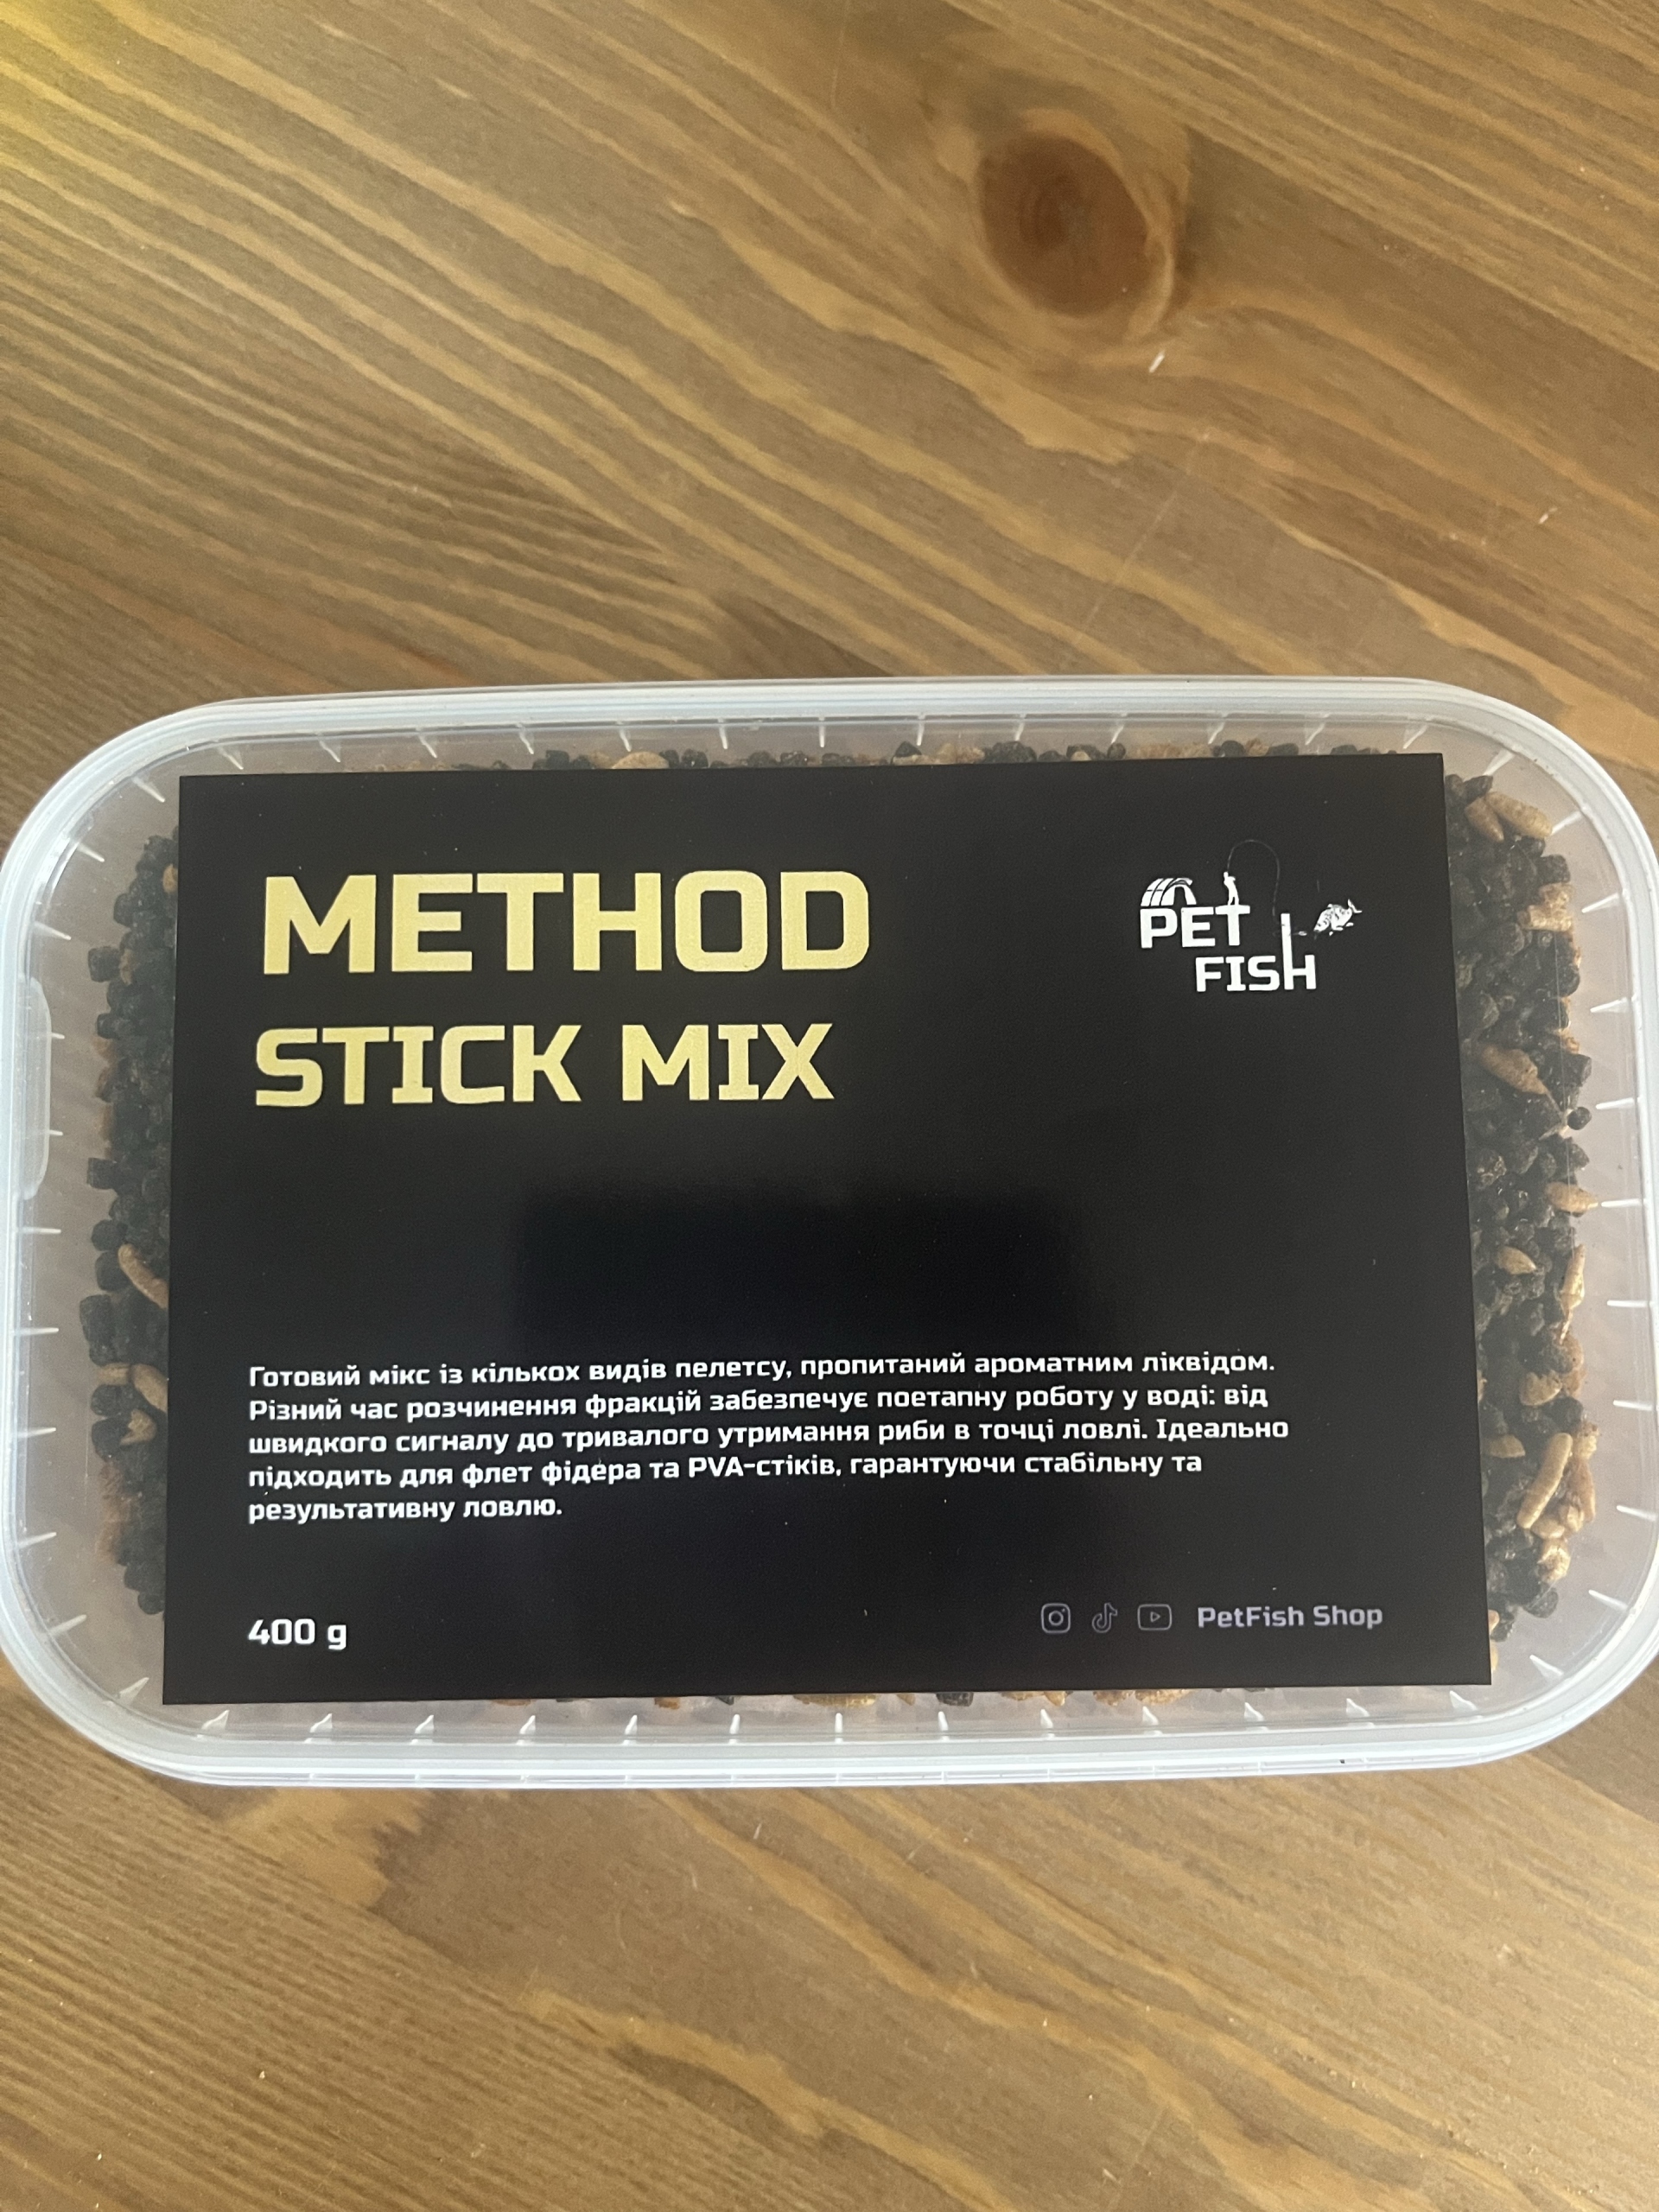 METHOD
STICK MIX
PET
FISH
Готовий мікс із кількох видів пелетсу, пропитаний ароматним ліквідом.
Різний час розчинення фракцій забезпечує поетапну роботу у воді: від
швидкого сигналу до тривалого утримання риби в точці ловлі. Ідеально
підходить для флет фідера та PVA-стіків, гарантуючи стабільну та
результативну ловлю.
400 g
PetFish Shop